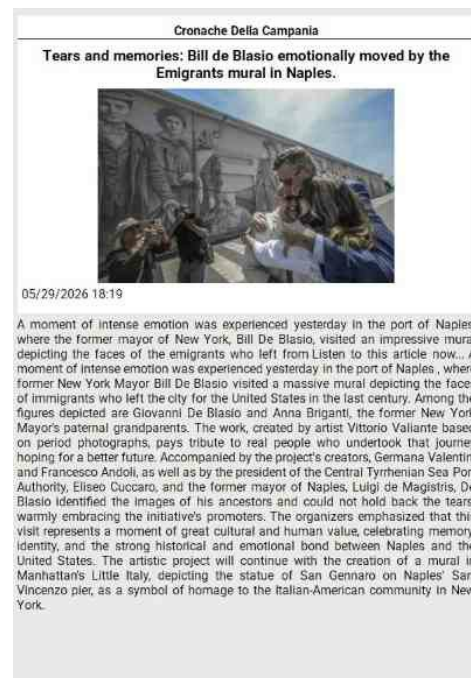 Cronache Della Campania
Tears and memories: Bill de Blasio emotionally moved by the
Emigrants mural in Naples.
05/29/2026 18:19
A moment of intense emotion was experienced yesterday in the port of Naples
where the former mayor of New York, Bill De Blasio, visited an impressive mura
depicting the faces of the emigrants who left from Listen to this article now...
moment of intense emotion was experienced yesterday in the port of Naples , wher
former New York Mayor Bill De Blasio visited a massive mural depicting the face
of immigrants who left the city for the United States in the last century. Among the
figures depicted are Giovanni De Blasio and Anna Briganti, the former New York
Mayor's paternal grandparents. The work, created by artist Vittorio Valiante based
on period photographs, pays tribute to real people who undertook that journe
hoping for a better future. Accompanied by the project's creators, Germana Valentin
and Francesco Andoli, as well as by the president of the Central Tyrrhenian Sea Por
Authority, Eliseo Cuccaro, and the former mayor of Naples, Luigi de Magistris, De
Blasio identified the images of his ancestors and could not hold back the tears
warmly embracing the initiative's promoters. The organizers emphasized that thi
visit represents a moment of great cultural and human value, celebrating memory
identity, and the strong historical and emotional bond between Naples and the
United States. The artistic project will continue with the creation of a mural in
Manhattan's Little Italy, depicting the statue of San Gennaro on Naples' San
Vincenzo pier, as a symbol of homage to the Italian-American community in New
York.